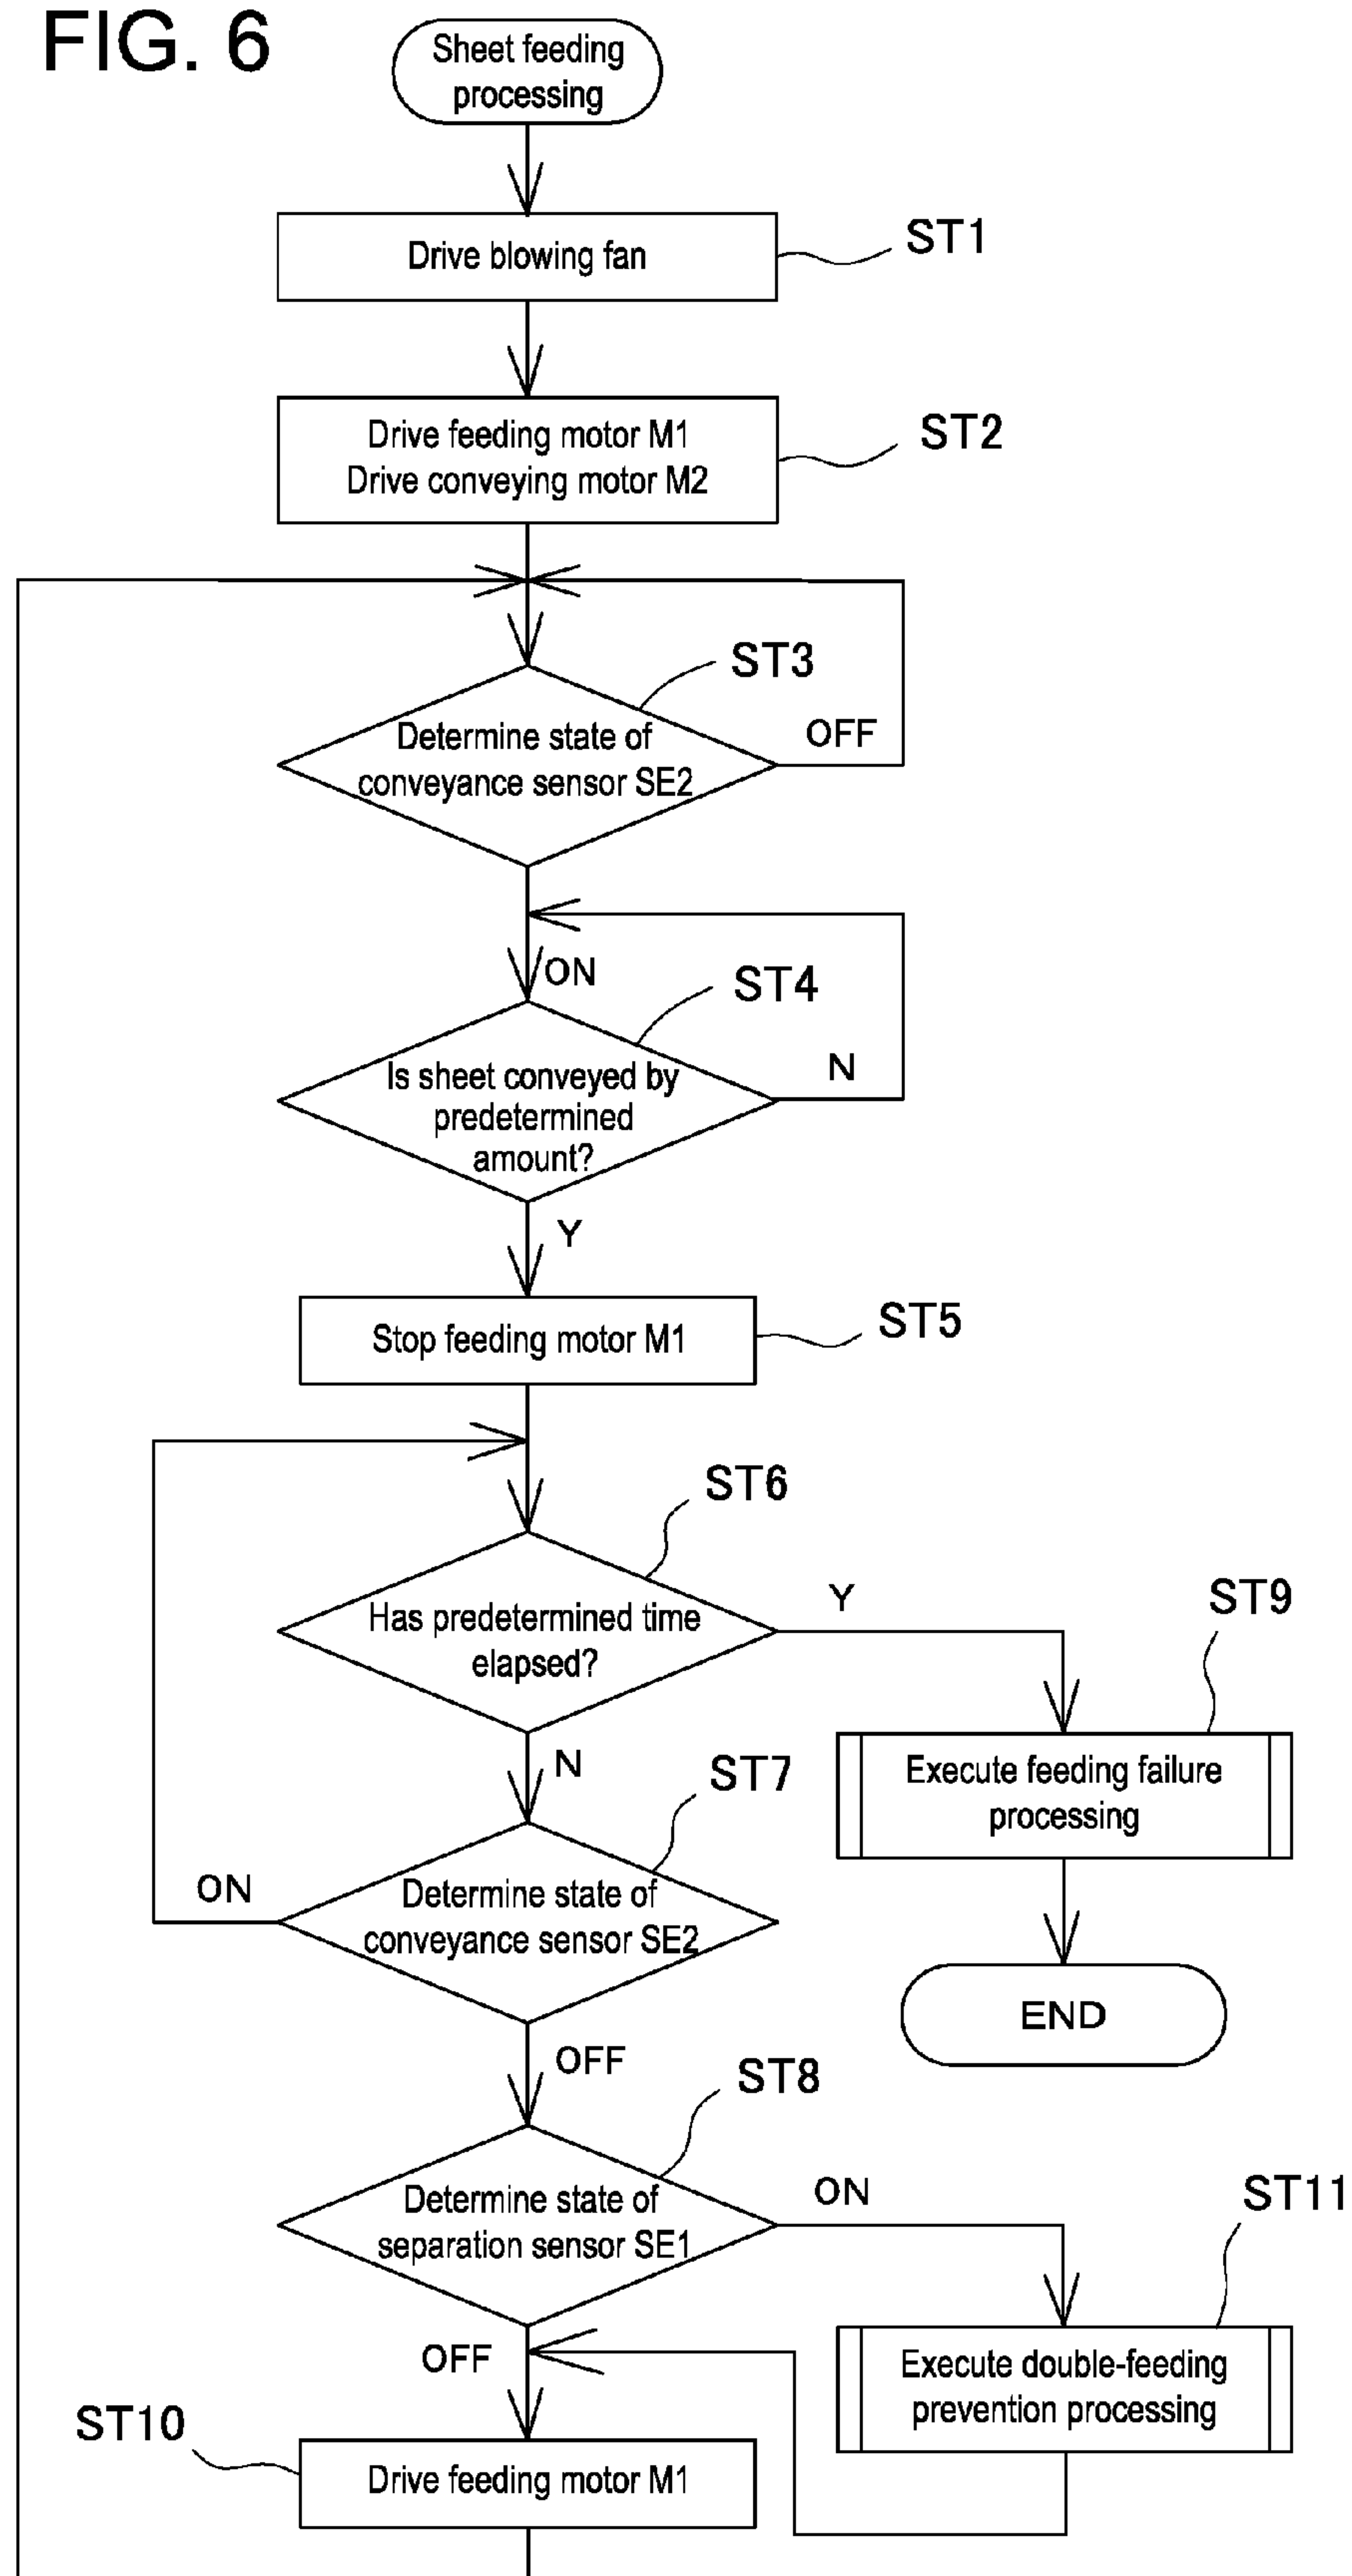 FIG. 6
Sheet feeding
processing
Drive blowing fan
ST1
Drive feeding motor M1
Drive conveying motor M2
ST2
ST3
Determine state of
conveyance sensor SE2
OFF
ON
ST4
Is sheet conveyed by
predetermined
amount?
N
Y
Stop feeding motor M1
ST5
ST6
Has predetermined time
elapsed?
Y
ST9
N
Execute feeding failure
processing
ST7
ON
Determine state of
conveyance sensor SE2
END
OFF
ST8
Determine state of
separation sensor SE1
ON
ST11
OFF
Execute double-feeding
prevention processing
ST10
Drive feeding motor M1